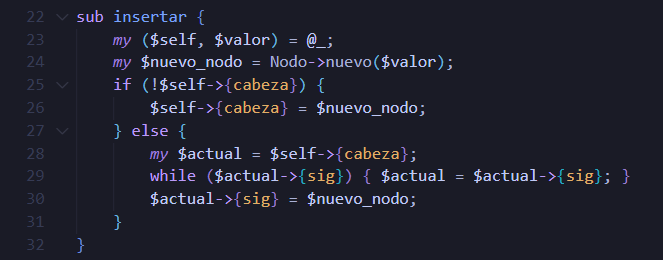 22 sub insertar {
23     my ($self, $valor) = @_;
24     my $nuevo_nodo = Nodo->nuevo($valor);
25     if (!$self->{cabeza}) {
26         $self->{cabeza} = $nuevo_nodo;
27     } else {
28         my $actual = $self->{cabeza};
29         while ($actual->{sig}) { $actual = $actual->{sig}; }
30         $actual->{sig} = $nuevo_nodo;
31     }
32 }